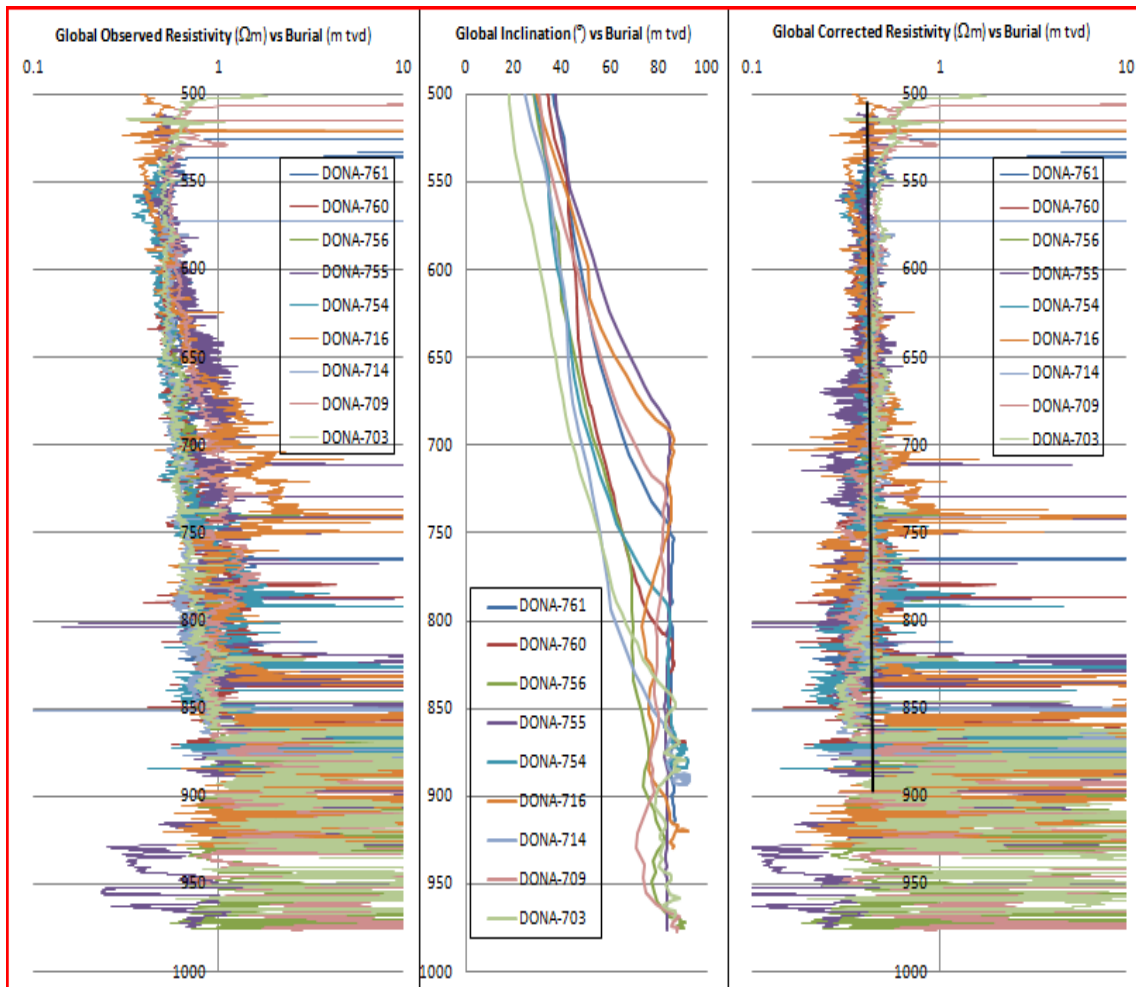 Global Observed Resistivity (Ωm) vs Burial (m tvd)
0.1 1 10
500
550
600
650
700
750
800
850
900
950
1000
DONA-761
DONA-760
DONA-756
DONA-755
DONA-754
DONA-716
DONA-714
DONA-709
DONA-703
Global Inclination (°) vs Burial (m tvd)
0 20 40 60 80 100
500
550
600
650
700
750
800
850
900
950
1000
DONA-761
DONA-760
DONA-756
DONA-755
DONA-754
DONA-716
DONA-714
DONA-709
DONA-703
Global Corrected Resistivity (Ωm) vs Burial (m tvd)
0.1 1 10
500
550
600
650
700
750
800
850
900
950
1000
DONA-761
DONA-760
DONA-756
DONA-755
DONA-754
DONA-716
DONA-714
DONA-709
DONA-703